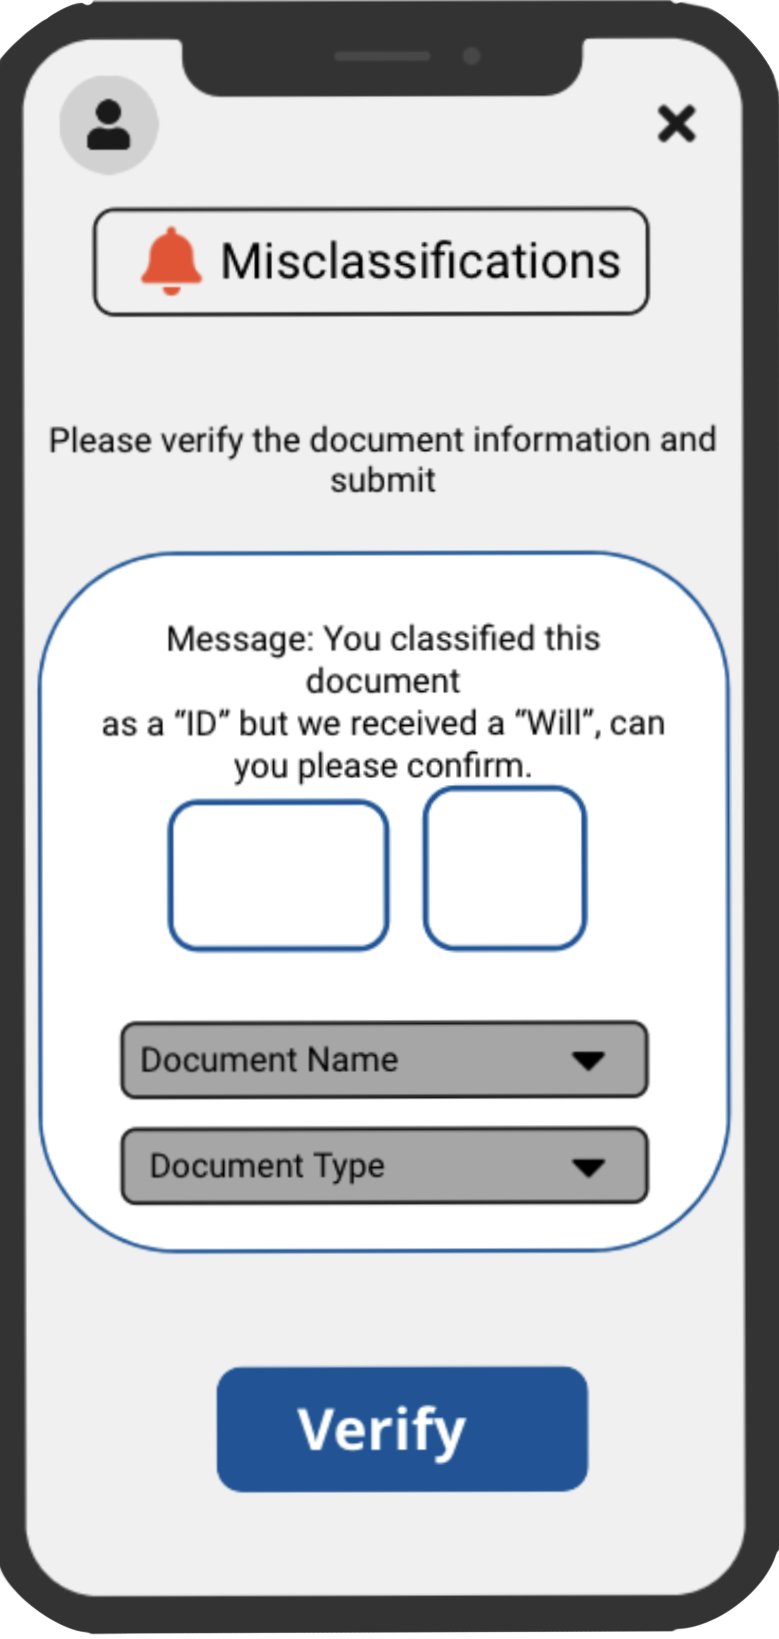 Misclassifications
Please verify the document information and
submit
Message: You classified this
document
as a “ID” but we received a “Will”, can
you please confirm.
Document Name
Document Type
Verify